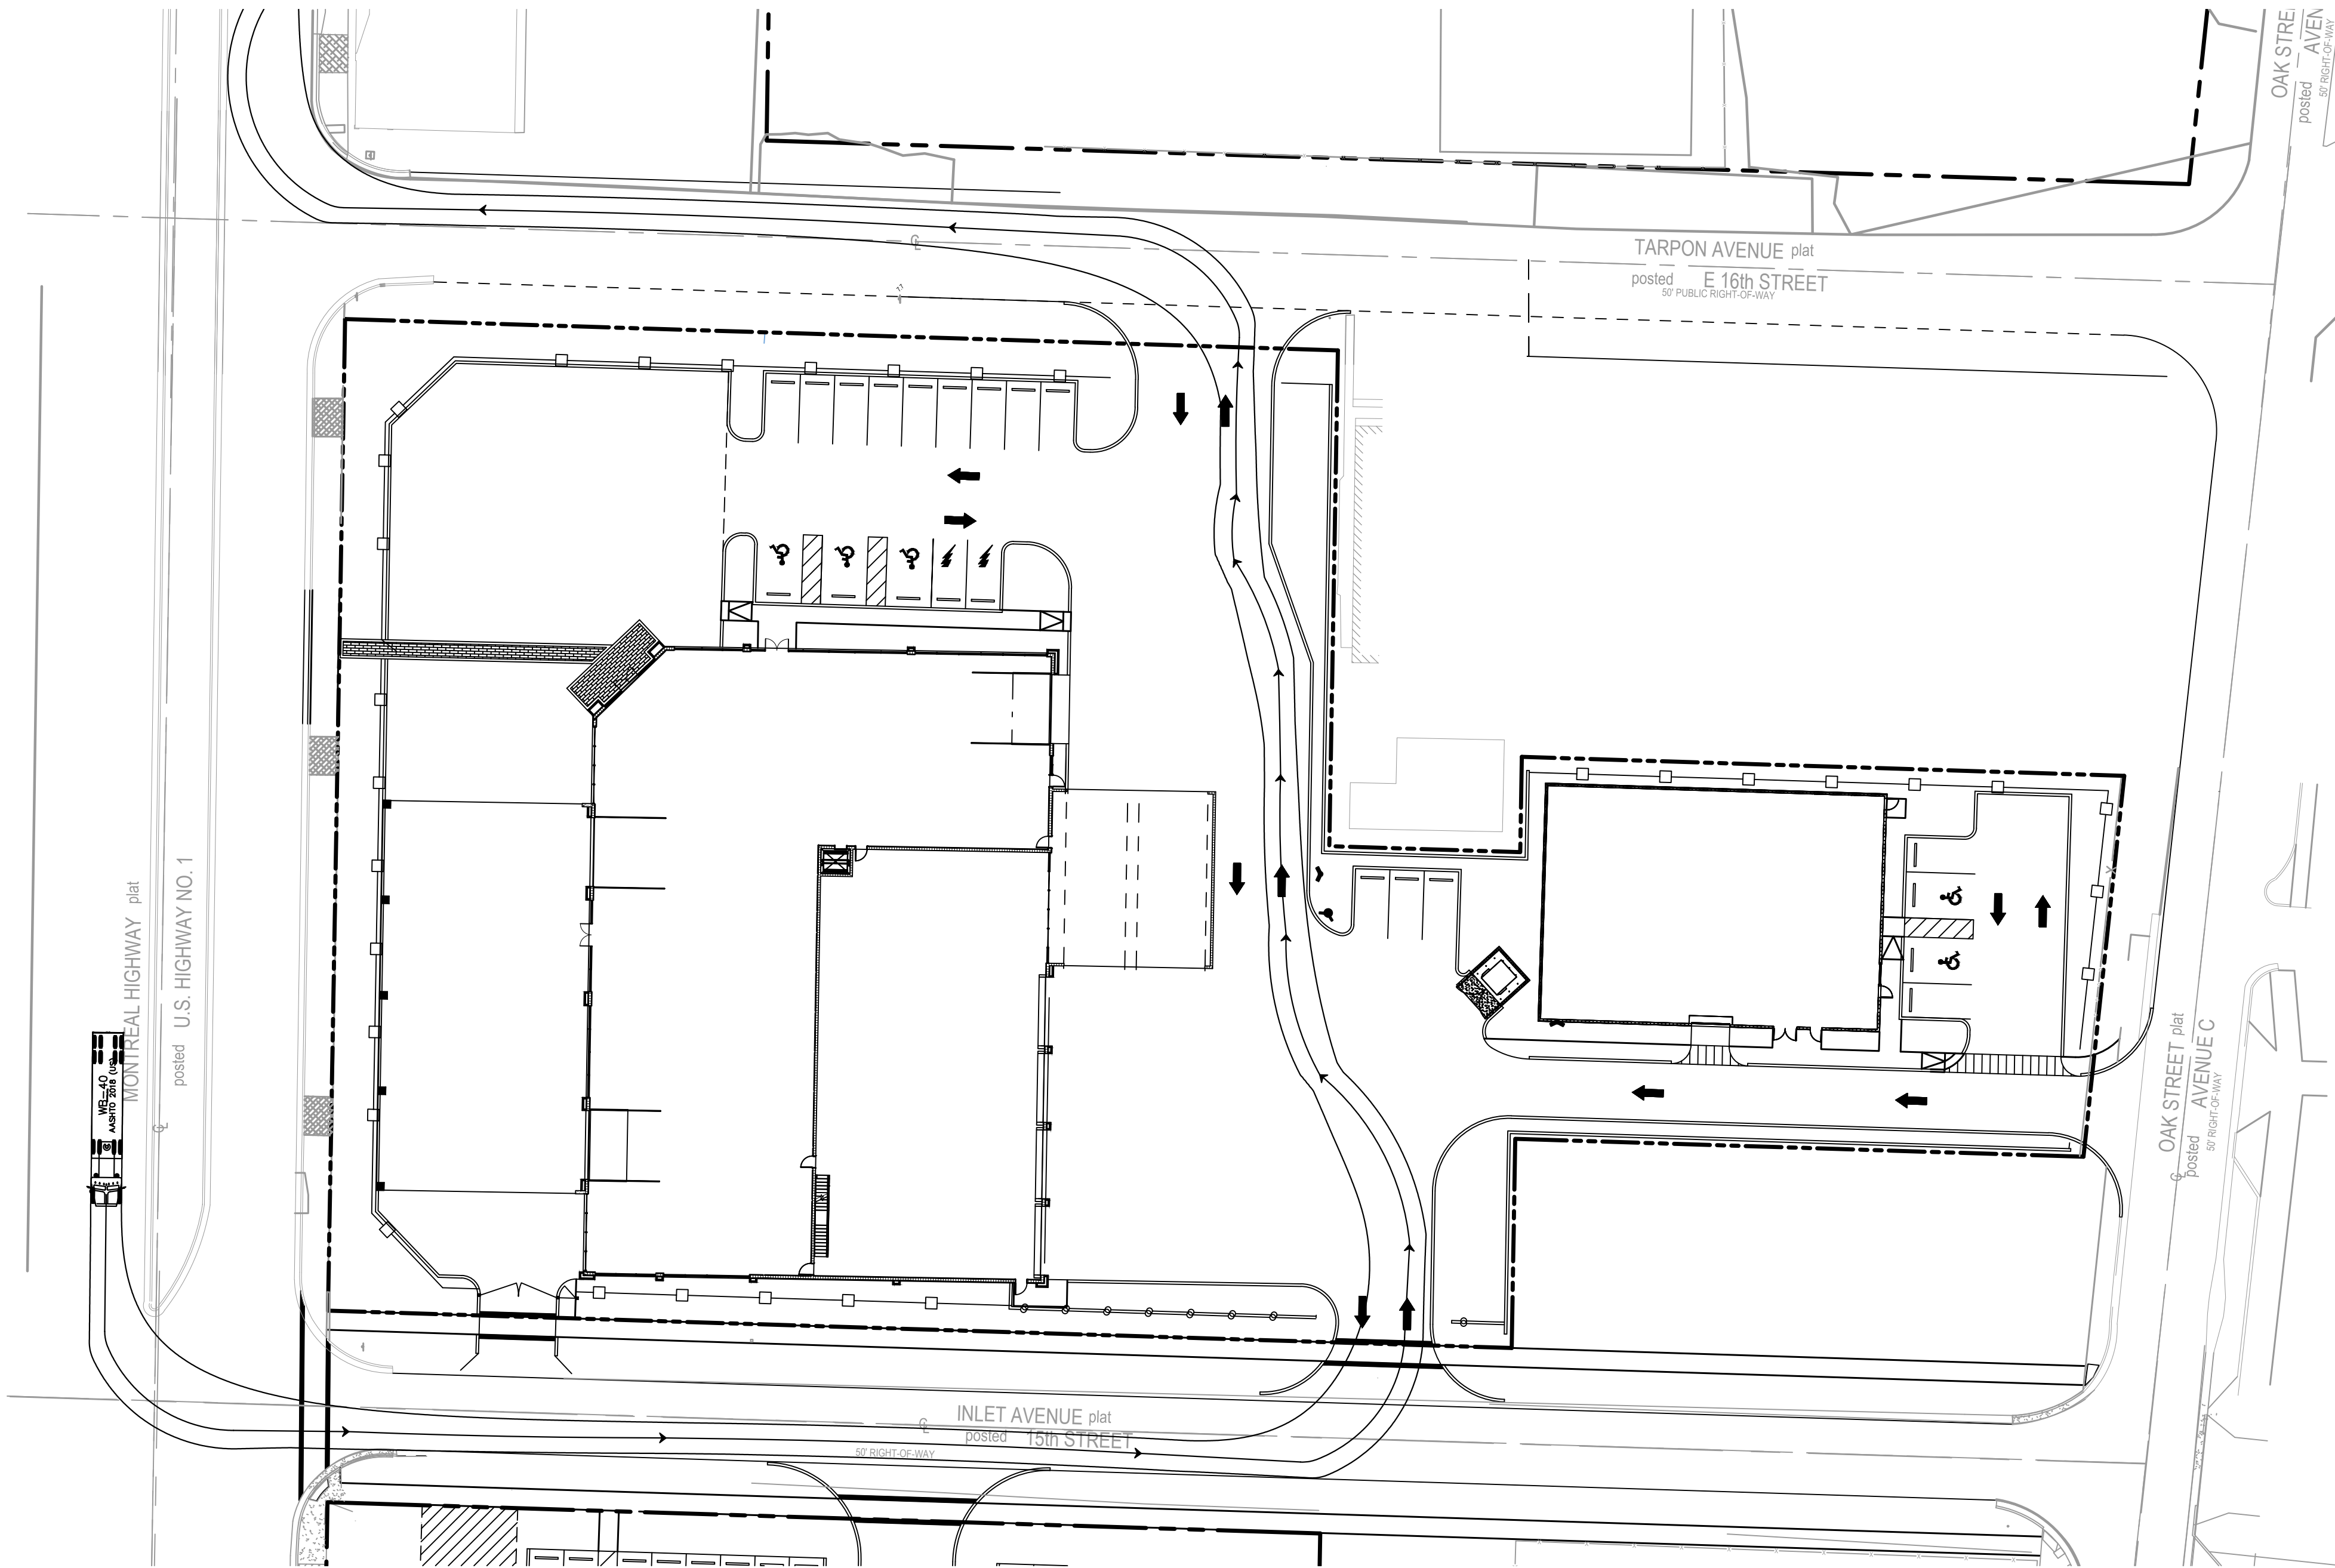 OAK STREE
posted AVEN
50' RIGHT-OF-WAY
℄
TARPON AVENUE plat
posted E 16th STREET
50' PUBLIC RIGHT-OF-WAY
MONTREAL HIGHWAY plat
posted U.S. HIGHWAY NO. 1
℄
WB-40
AASHTO 2018 (US)
OAK STREET plat
℄
posted AVENUE C
50' RIGHT-OF-WAY
INLET AVENUE plat
℄
posted 15th STREET
50' RIGHT-OF-WAY